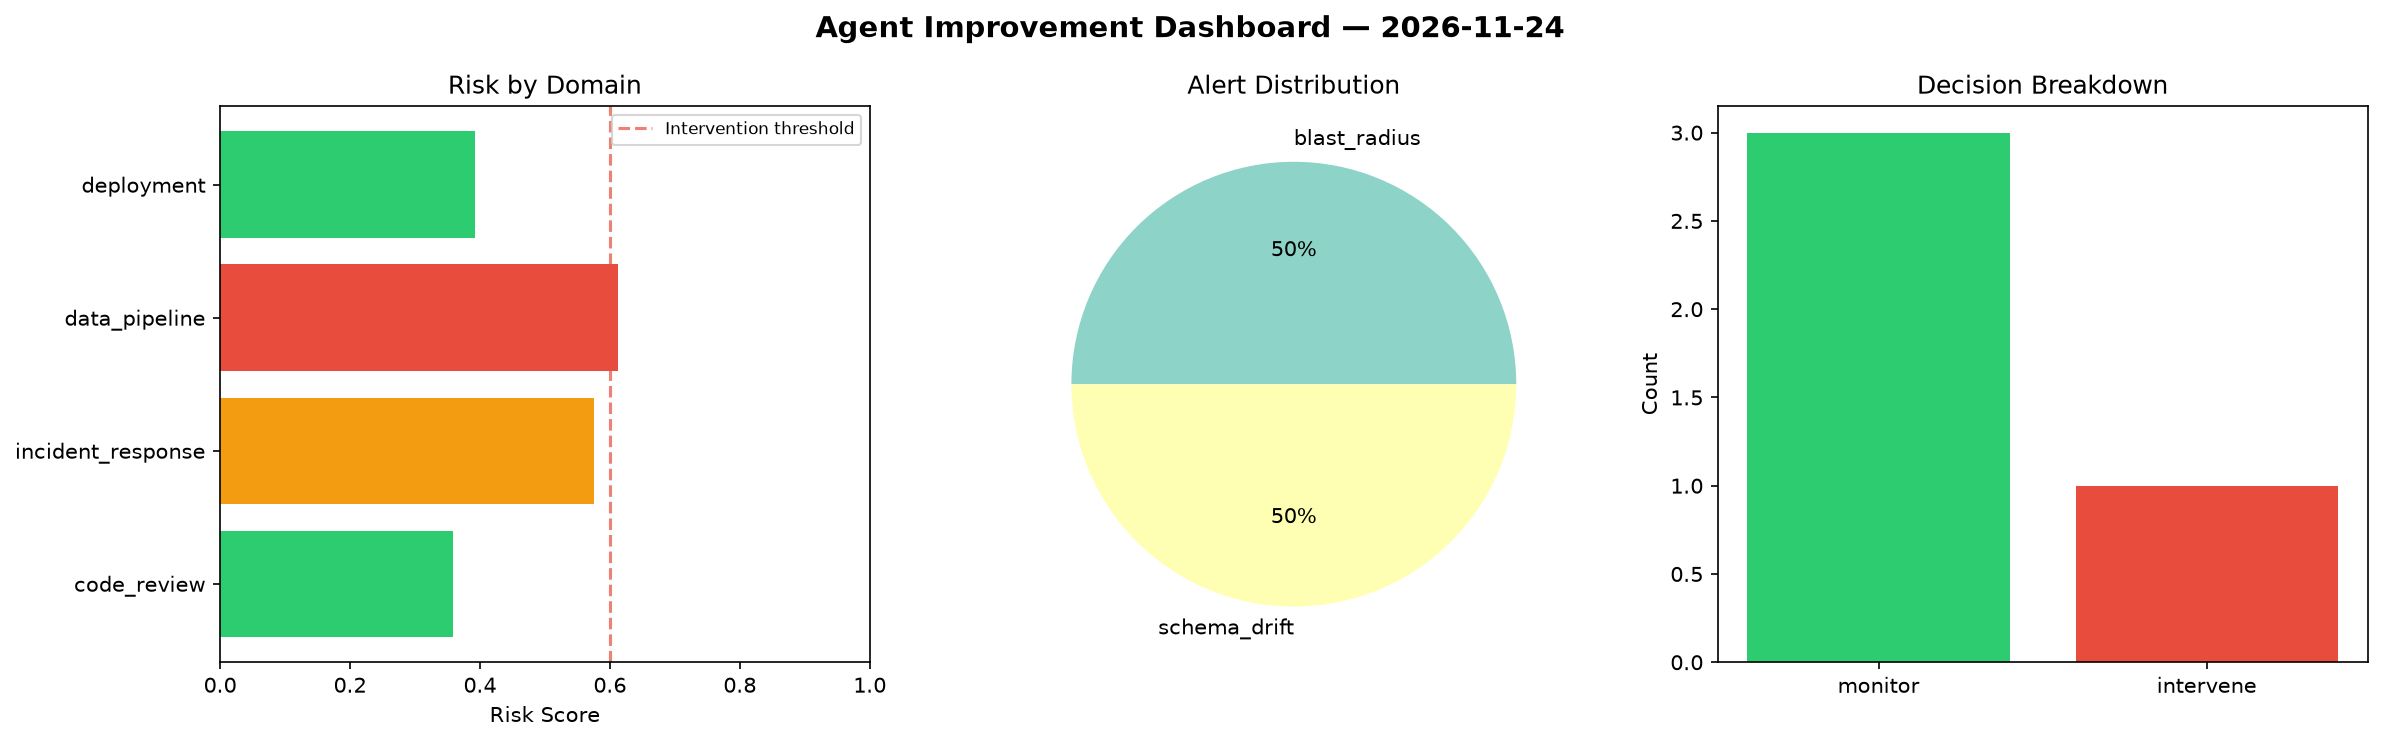 Agent Improvement Dashboard — 2026-11-24
Risk by Domain
Intervention threshold
deployment
data_pipeline
incident_response
code_review
0.0 0.2 0.4 0.6 0.8 1.0
Risk Score
Alert Distribution
blast_radius
50%
50%
schema_drift
Decision Breakdown
Count
3.0
2.5
2.0
1.5
1.0
0.5
0.0
monitor intervene